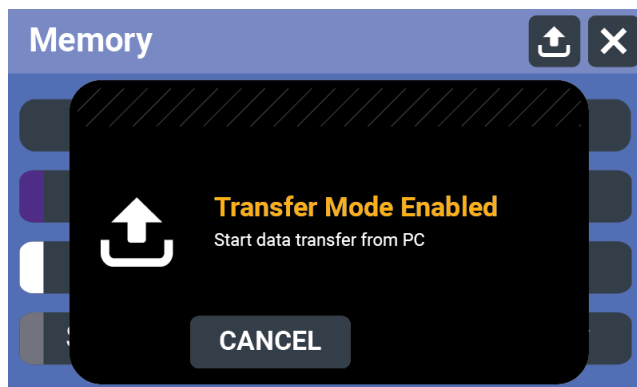 Memory
Transfer Mode Enabled
Start data transfer from PC
CANCEL